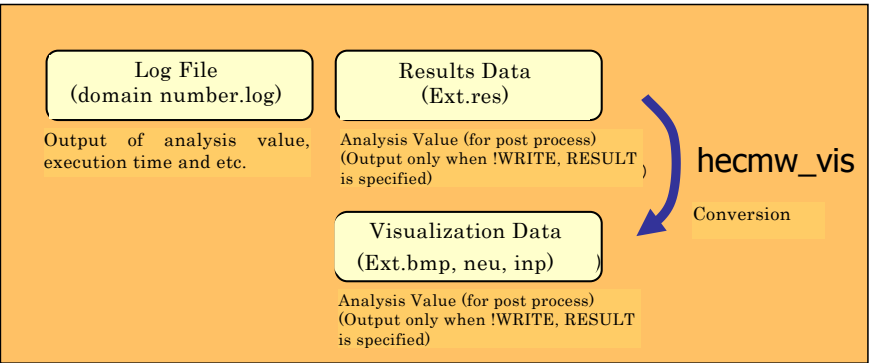 Log File
(domain number.log)
Output of analysis value,
execution time and etc.
Results Data
(Ext.res)
Analysis Value (for post process)
(Output only when !WRITE, RESULT
is specified)
)
hecmw_vis
Conversion
Visualization Data
(Ext.bmp, neu, inp)
)
Analysis Value (for post process)
(Output only when !WRITE, RESULT
is specified)